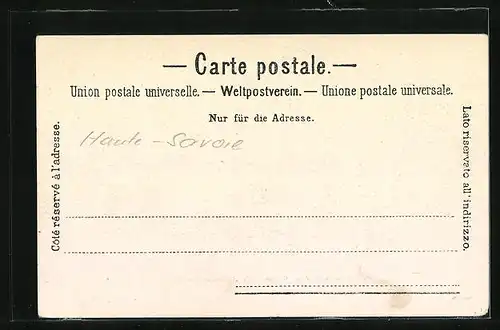 — Carte postale. —
Union postale universelle. — Weltpostverein. — Unione postale universale.
Nur für die Adresse.
Côté réservé à l'adresse.
Haute - Savoie
Lato riservato all'indirizzo.